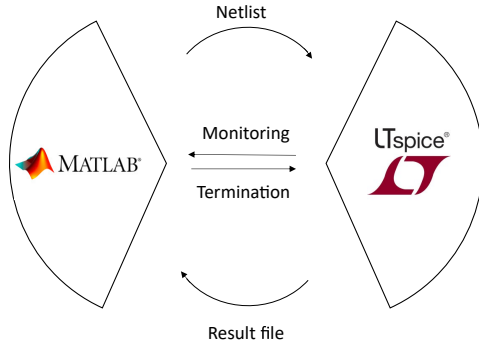 Netlist
Monitoring
MATLAB®
LTspice®
Termination
Result file